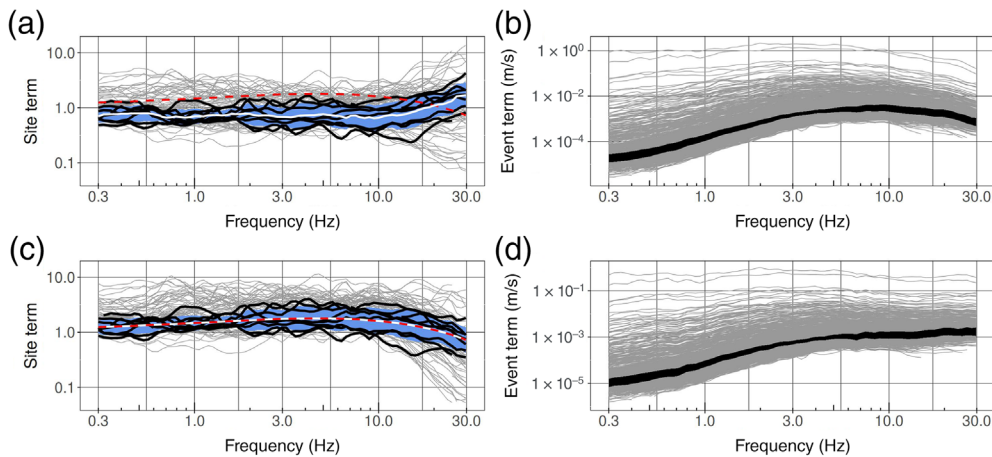 (a)
Site term
10.0
1.0
0.1
0.3 1.0 3.0 10.0 30.0
Frequency (Hz)
(b)
Event term (m/s)
1 × 10⁰
1 × 10⁻²
1 × 10⁻⁴
0.3 1.0 3.0 10.0 30.0
Frequency (Hz)
(c)
Site term
10.0
1.0
0.1
0.3 1.0 3.0 10.0 30.0
Frequency (Hz)
(d)
Event term (m/s)
1 × 10⁻¹
1 × 10⁻³
1 × 10⁻⁵
0.3 1.0 3.0 10.0 30.0
Frequency (Hz)